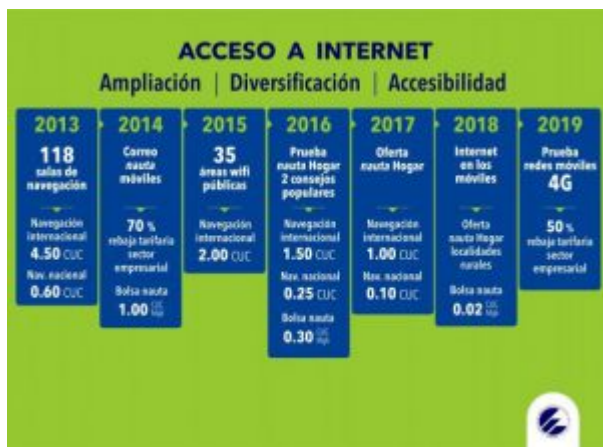 ACCESO A INTERNET
Ampliación | Diversificación | Accesibilidad
2013
118
salas de
navegación
Navegación
internacional
4.50 CUC
Nav. nacional
0.60 CUC
2014
Correo
nauta
móviles
70 %
rebaja tarifaria
sector
empresarial
Bolsa nauta
1.00 CUC
2015
35
áreas wifi
públicas
Navegación
internacional
2.00 CUC
2016
Prueba
nauta Hogar
2 consejos
populares
Navegación
internacional
1.50 CUC
Nav. nacional
0.25 CUC
Bolsa nauta
0.30 CUC
2017
Oferta
nauta Hogar
Navegación
internacional
1.00 CUC
Nav. nacional
0.10 CUC
2018
Internet
en los
móviles
Oferta
nauta Hogar
localidades
rurales
Bolsa nauta
0.02 CUC
2019
Prueba
redes móviles
4G
50 %
rebaja tarifaria
sector
empresarial